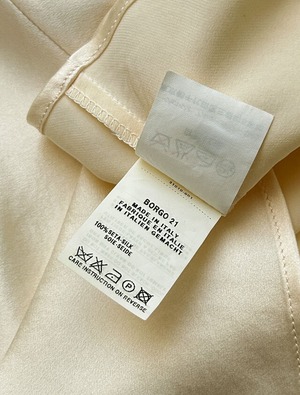 BORGO 21
MADE IN ITALY
FABRIQUE EN ITALIE
IN ITALIEN GEMACHT
100%SETA-SILK
SOIE-SEIDE
CARE INSTRUCTION ON REVERSE